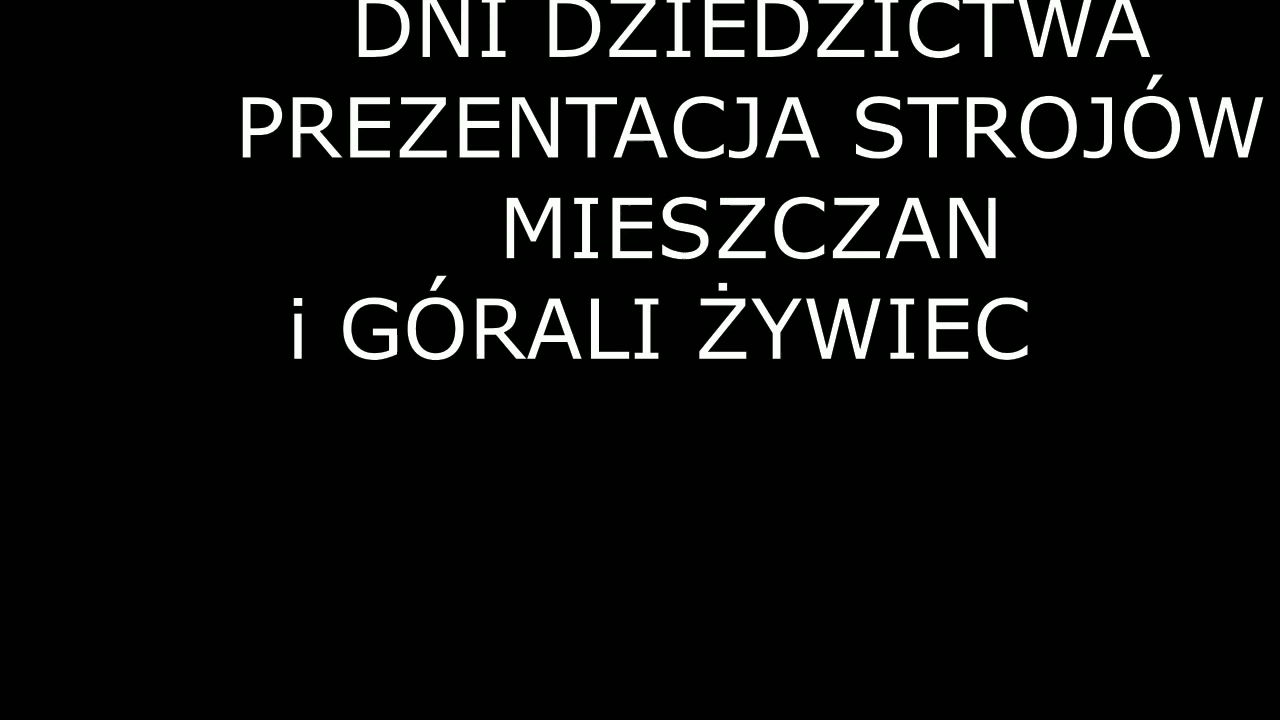 DNI DZIEDZICTWA
PREZENTACJA STROJÓW
MIESZCZAN
i GÓRALI ŻYWIEC